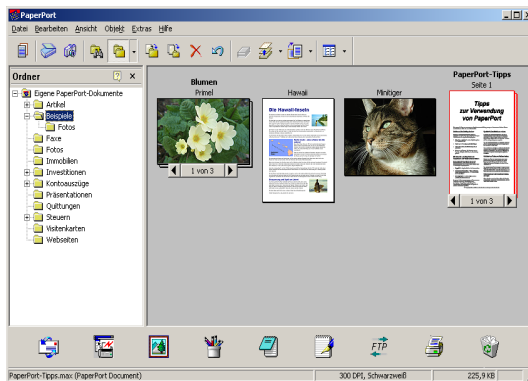 PaperPort
Datei Bearbeiten Ansicht Objekt Extras Hilfe
Ordner
Eigene PaperPort-Dokumente
Artikel
Beispiele
Fotos
Faxe
Fotos
Immobilien
Investitionen
Kontoauszüge
Präsentationen
Quittungen
Steuern
Visitenkarten
Webseiten
Blumen
Primel
1 von 3
Hawaii
Die Hawaii-Inseln
Minitiger
PaperPort-Tipps
Seite 1
Tipps
zur Verwendung
von PaperPort
1 von 3
FTP
PaperPort-Tipps.max (PaperPort Document)
300 DPI, Schwarzweiß
225,9 KB